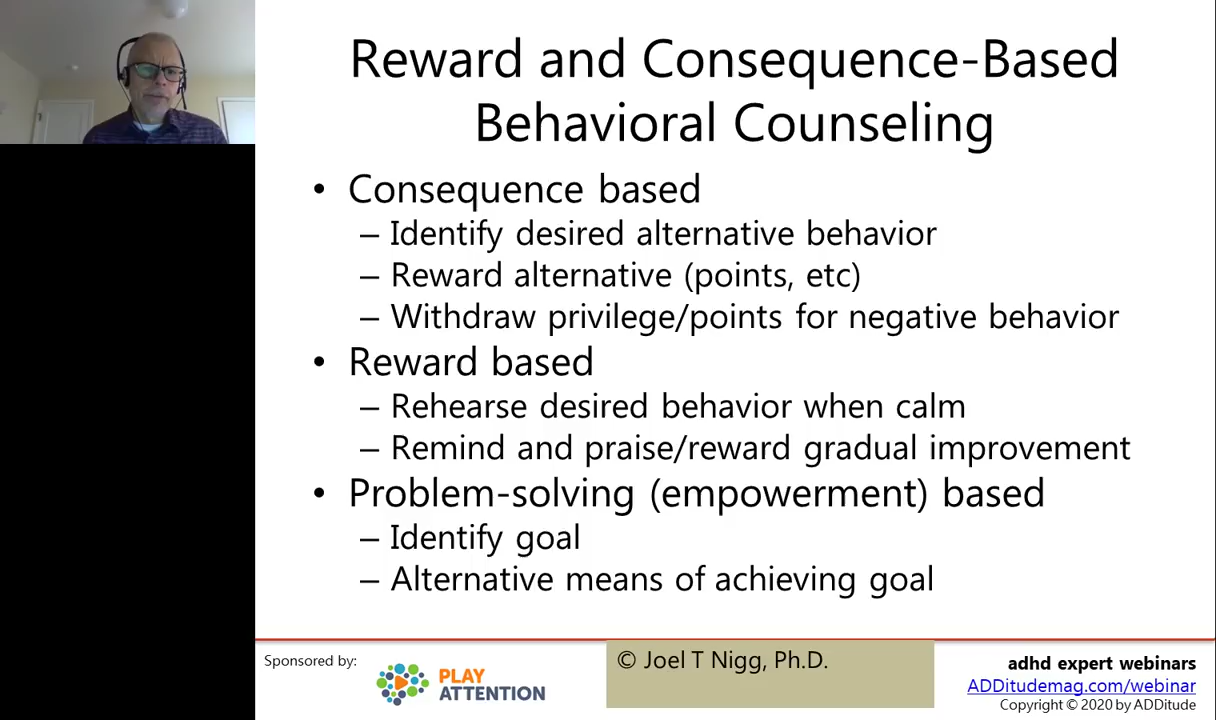 Reward and Consequence-Based
Behavioral Counseling
• Consequence based
– Identify desired alternative behavior
– Reward alternative (points, etc)
– Withdraw privilege/points for negative behavior
• Reward based
– Rehearse desired behavior when calm
– Remind and praise/reward gradual improvement
• Problem-solving (empowerment) based
– Identify goal
– Alternative means of achieving goal
Sponsored by:
PLAY
ATTENTION
© Joel T Nigg, Ph.D.
adhd expert webinars
ADDitudemag.com/webinar
Copyright © 2020 by ADDitude